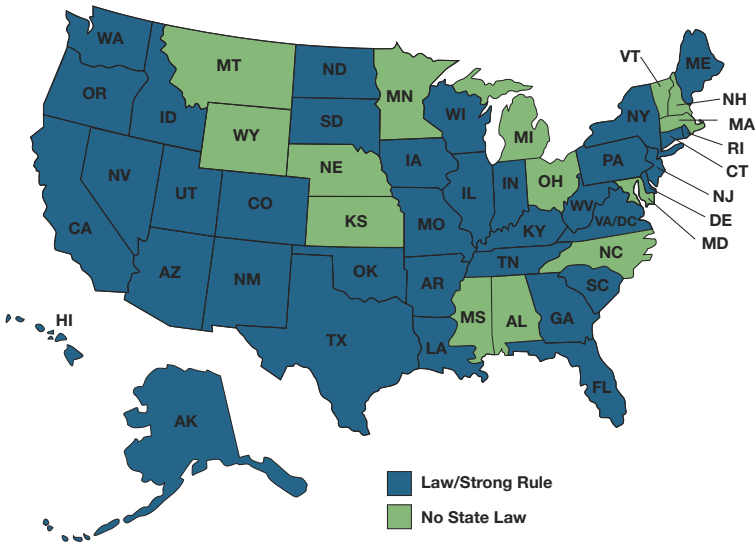 WA
MT
ND
MN
VT
ME
OR
ID
SD
WI
NY
NH
MA
RI
CT
WY
MI
NE
IA
PA
NV
UT
CO
IL
IN
OH
NJ
DE
MD
CA
KS
MO
WV
VA/DC
KY
AZ
NM
OK
TN
NC
AR
SC
MS
AL
GA
HI
TX
LA
FL
AK
Law/Strong Rule
No State Law